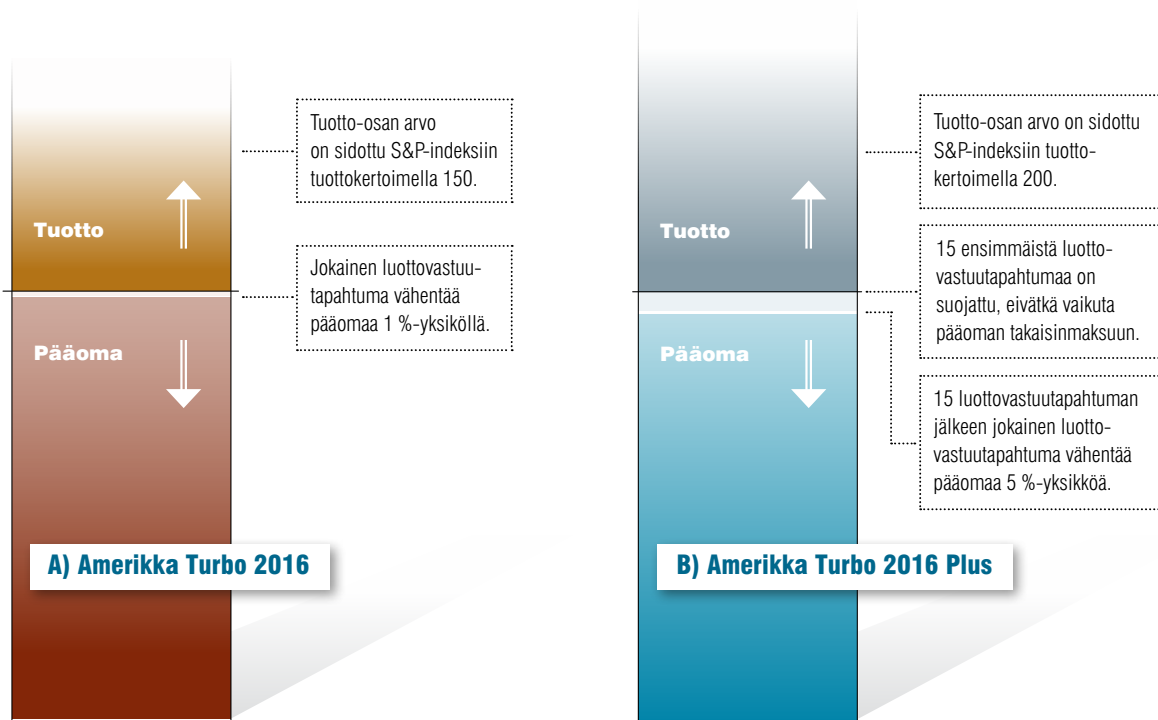 Tuotto-osan arvo
on sidottu S&P-indeksiin
tuottokertoimella 150.
Tuotto
Jokainen luottovastuu-
tapahtuma vähentää
pääomaa 1 %-yksiköllä.
Pääoma
A) Amerikka Turbo 2016
Tuotto-osan arvo on sidottu
S&P-indeksiin tuotto-
kertoimella 200.
Tuotto
15 ensimmäistä luotto-
vastuutapahtumaa on
suojattu, eivätkä vaikuta
pääoman takaisinmaksuun.
Pääoma
15 luottovastuutapahtuman
jälkeen jokainen luotto-
vastuutapahtuma vähentää
pääomaa 5 %-yksikköä.
B) Amerikka Turbo 2016 Plus